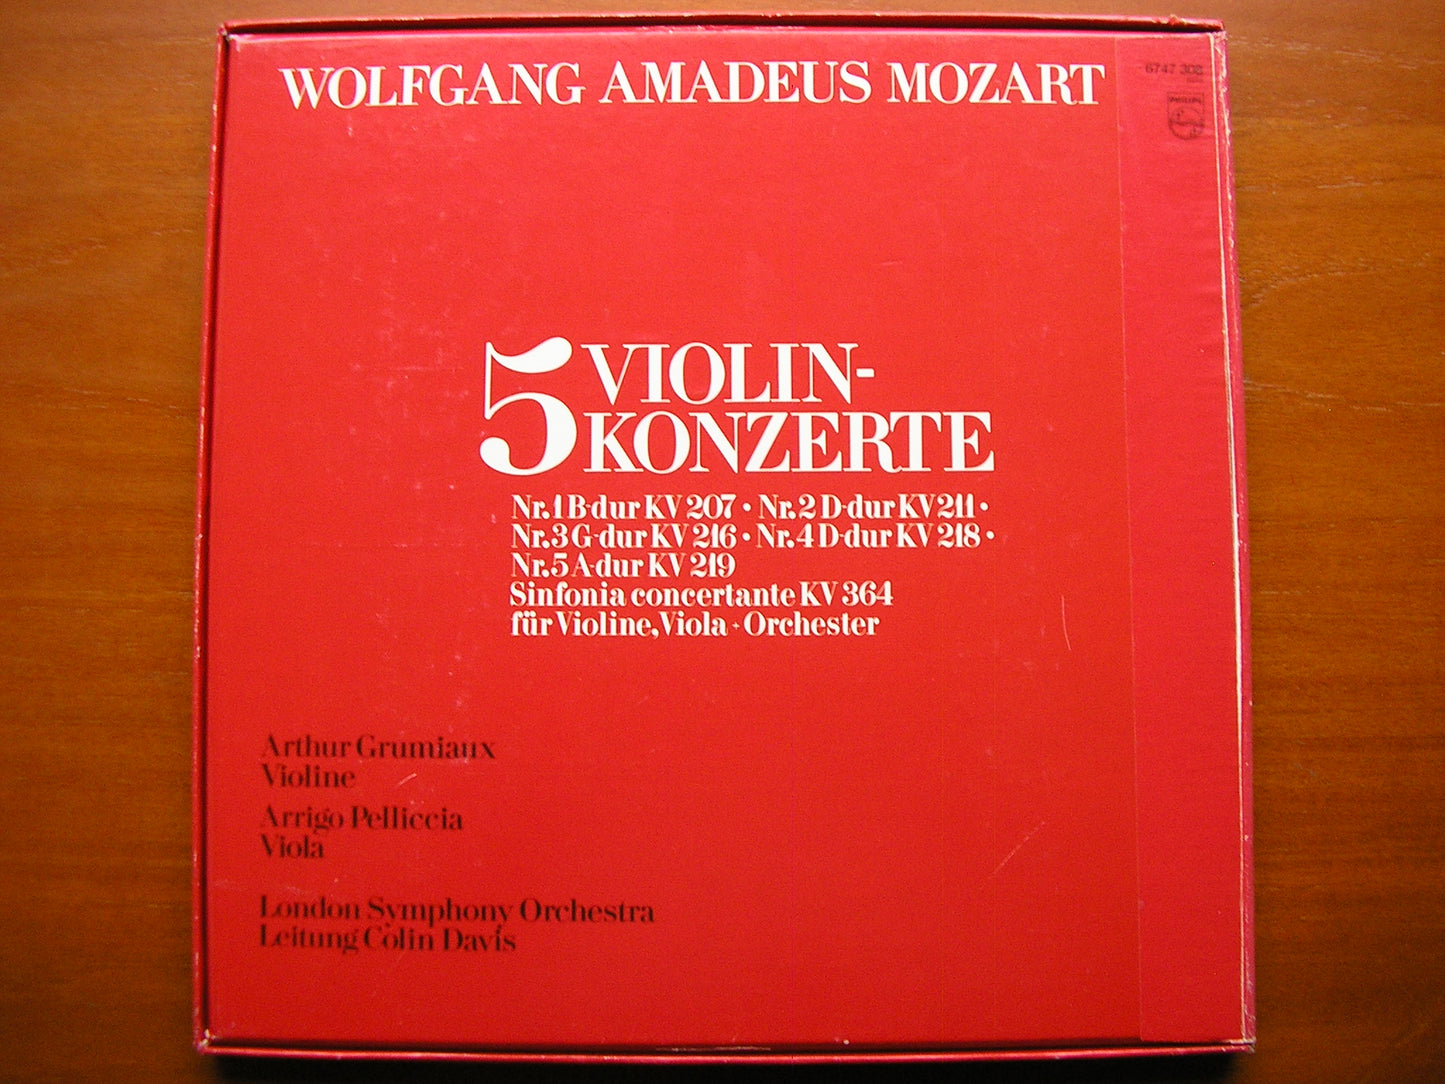 WOLFGANG AMADEUS MOZART
6747 302
PHILIPS
5 VIOLIN-
KONZERTE
Nr. 1 B-dur KV 207 • Nr. 2 D-dur KV 211 •
Nr. 3 G-dur KV 216 • Nr. 4 D-dur KV 218 •
Nr. 5 A-dur KV 219
Sinfonia concertante KV 364
für Violine, Viola + Orchester
Arthur Grumiaux
Violine
Arrigo Pelliccia
Viola
London Symphony Orchestra
Leitung Colin Davis